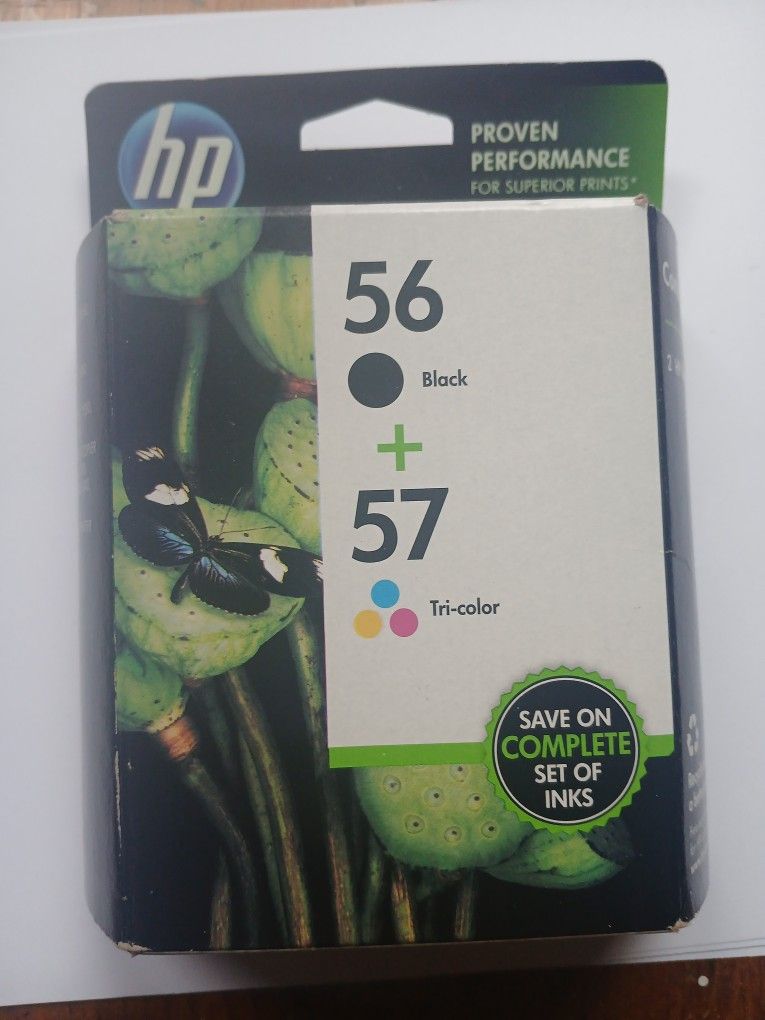 hp
PROVEN
PERFORMANCE
FOR SUPERIOR PRINTS*
56
Black
+
57
Tri-color
SAVE ON
COMPLETE
SET OF
INKS